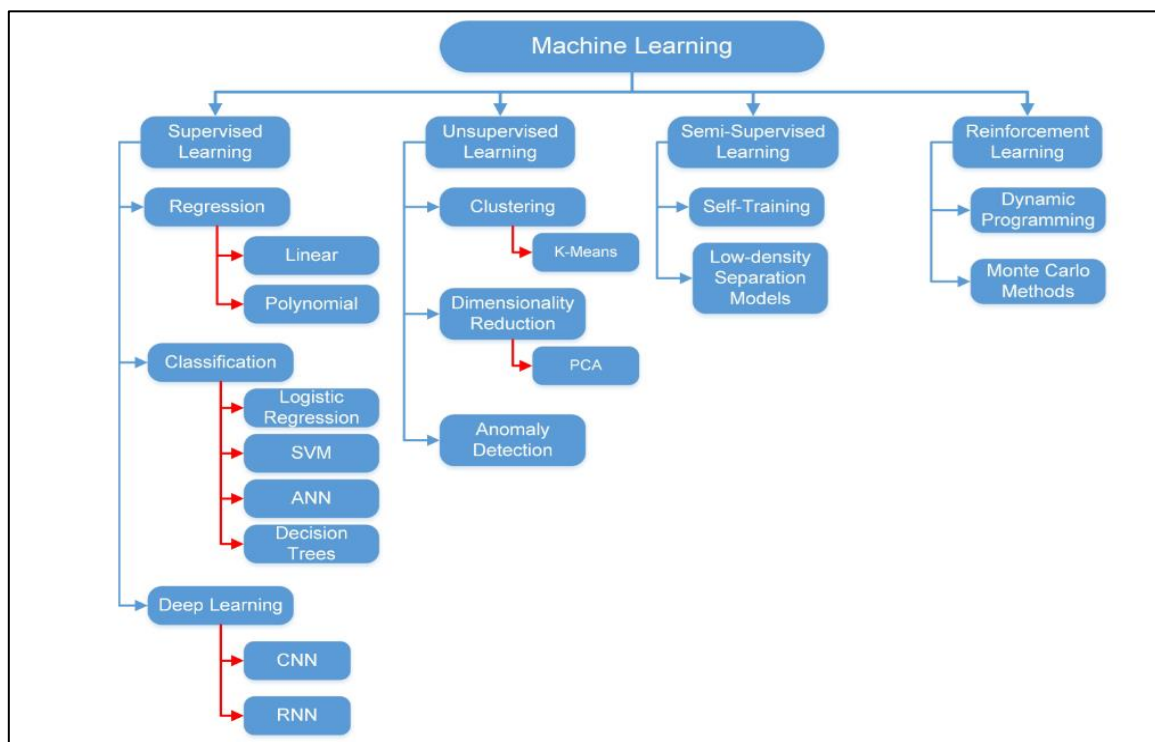 Machine Learning
Supervised
Learning
Regression
Linear
Polynomial
Classification
Logistic
Regression
SVM
ANN
Decision
Trees
Deep Learning
CNN
RNN
Unsupervised
Learning
Clustering
K-Means
Dimensionality
Reduction
PCA
Anomaly
Detection
Semi-Supervised
Learning
Self-Training
Low-density
Separation
Models
Reinforcement
Learning
Dynamic
Programming
Monte Carlo
Methods